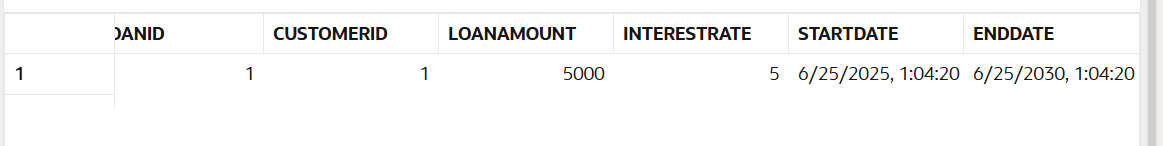 OANID CUSTOMERID LOANAMOUNT INTERESTRATE STARTDATE ENDDATE
1 1 1 5000 5 6/25/2025, 1:04:20 6/25/2030, 1:04:20